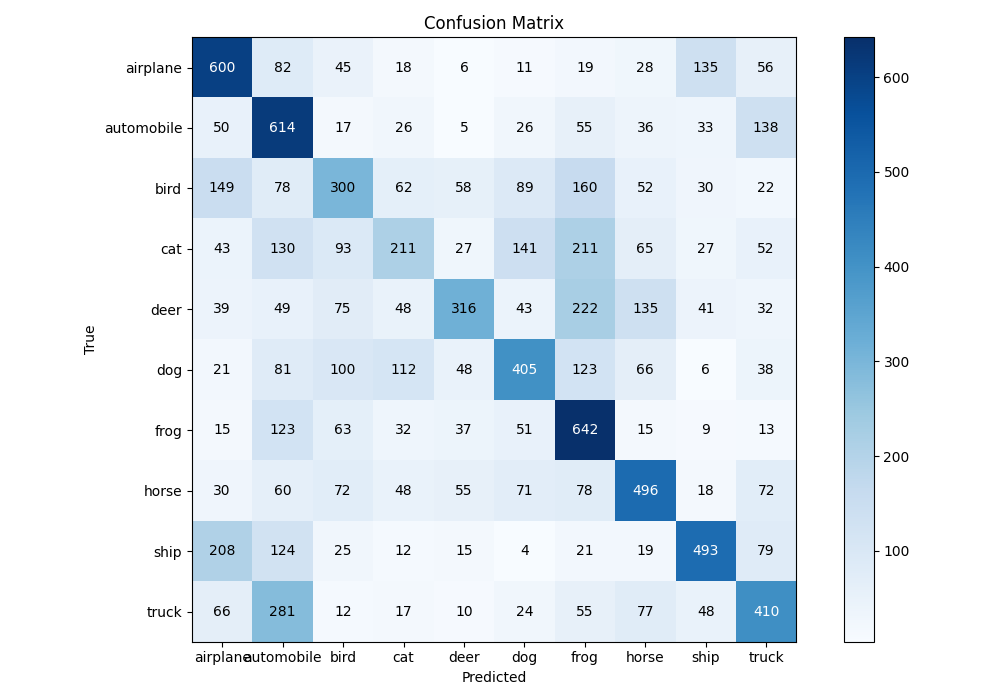 Confusion Matrix
airplane 600 82 45 18 6 11 19 28 135 56
automobile 50 614 17 26 5 26 55 36 33 138
bird 149 78 300 62 58 89 160 52 30 22
cat 43 130 93 211 27 141 211 65 27 52
deer 39 49 75 48 316 43 222 135 41 32
dog 21 81 100 112 48 405 123 66 6 38
frog 15 123 63 32 37 51 642 15 9 13
horse 30 60 72 48 55 71 78 496 18 72
ship 208 124 25 12 15 4 21 19 493 79
truck 66 281 12 17 10 24 55 77 48 410
airplane automobile bird cat deer dog frog horse ship truck
Predicted
True
600
500
400
300
200
100